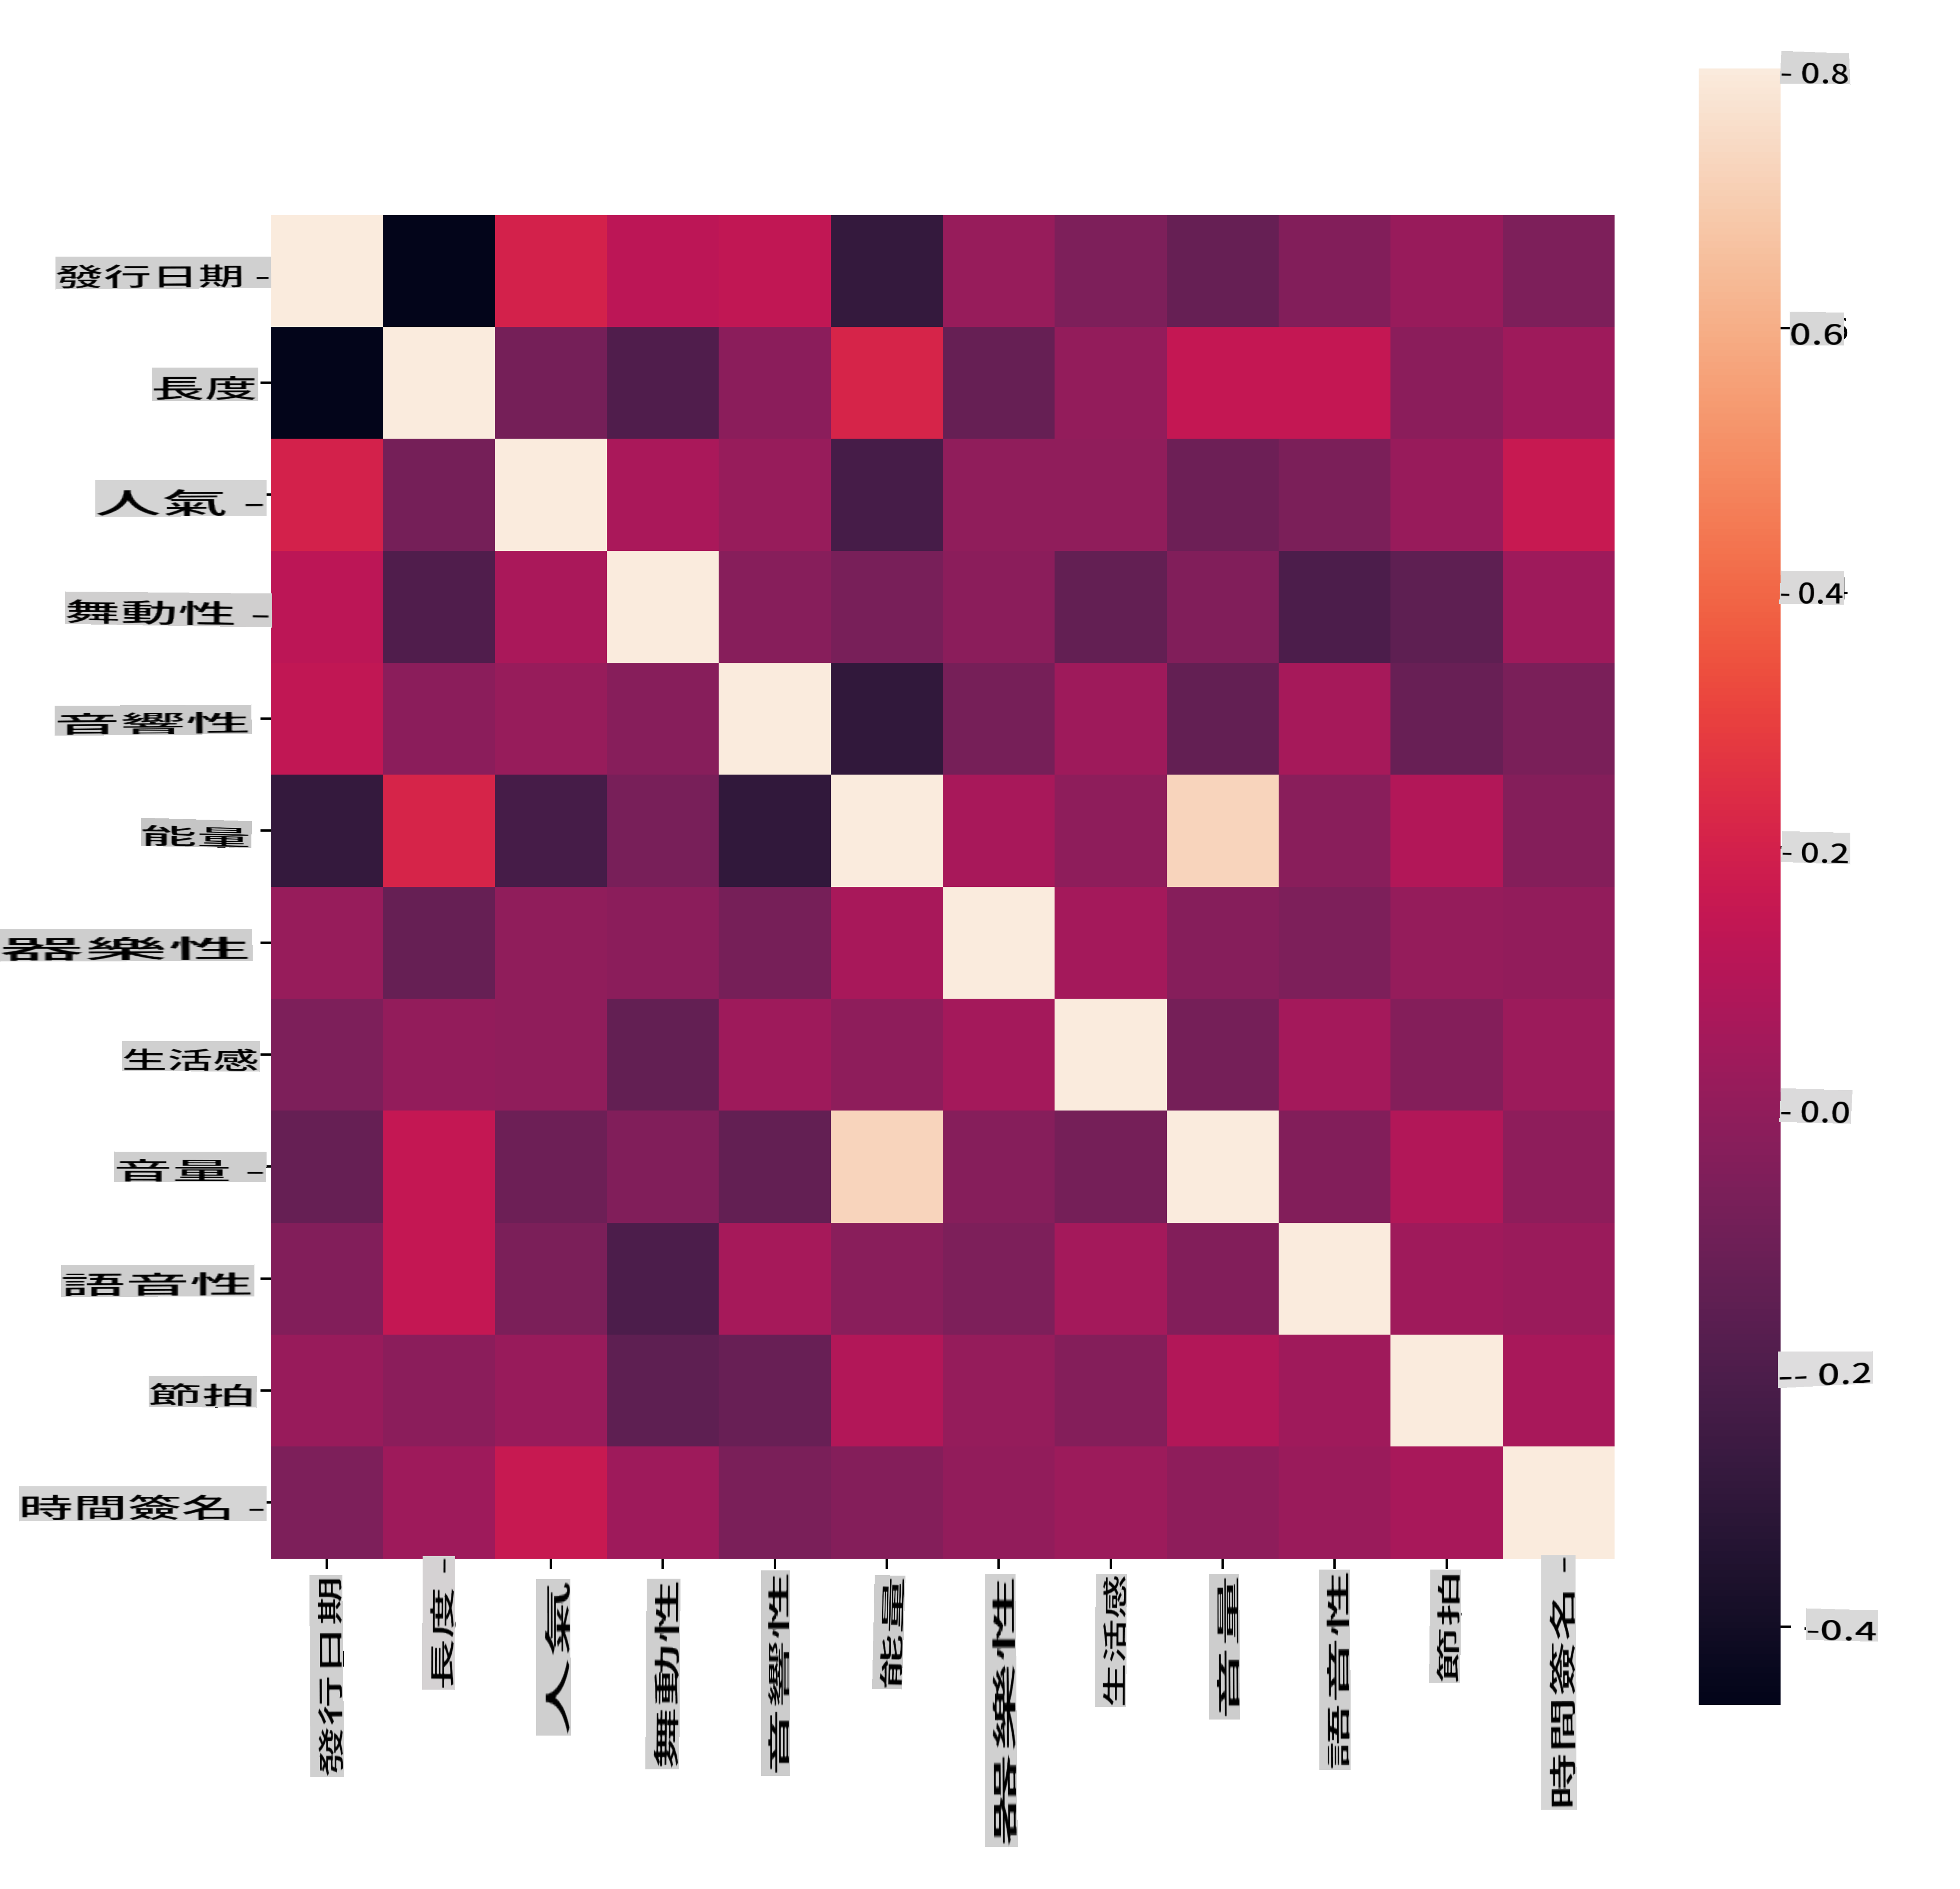 發行日期 -
長度
人氣 -
舞動性 -
音響性
能量
器樂性
生活感
音量 -
語音性
節拍
時間簽名 -
發行日期
長度 -
人氣
舞動性
音響性
能量
器樂性
生活感
音量
語音性
節拍
時間簽名 -
- 0.8
0.6
- 0.4
- 0.2
- 0.0
-- 0.2
-0.4